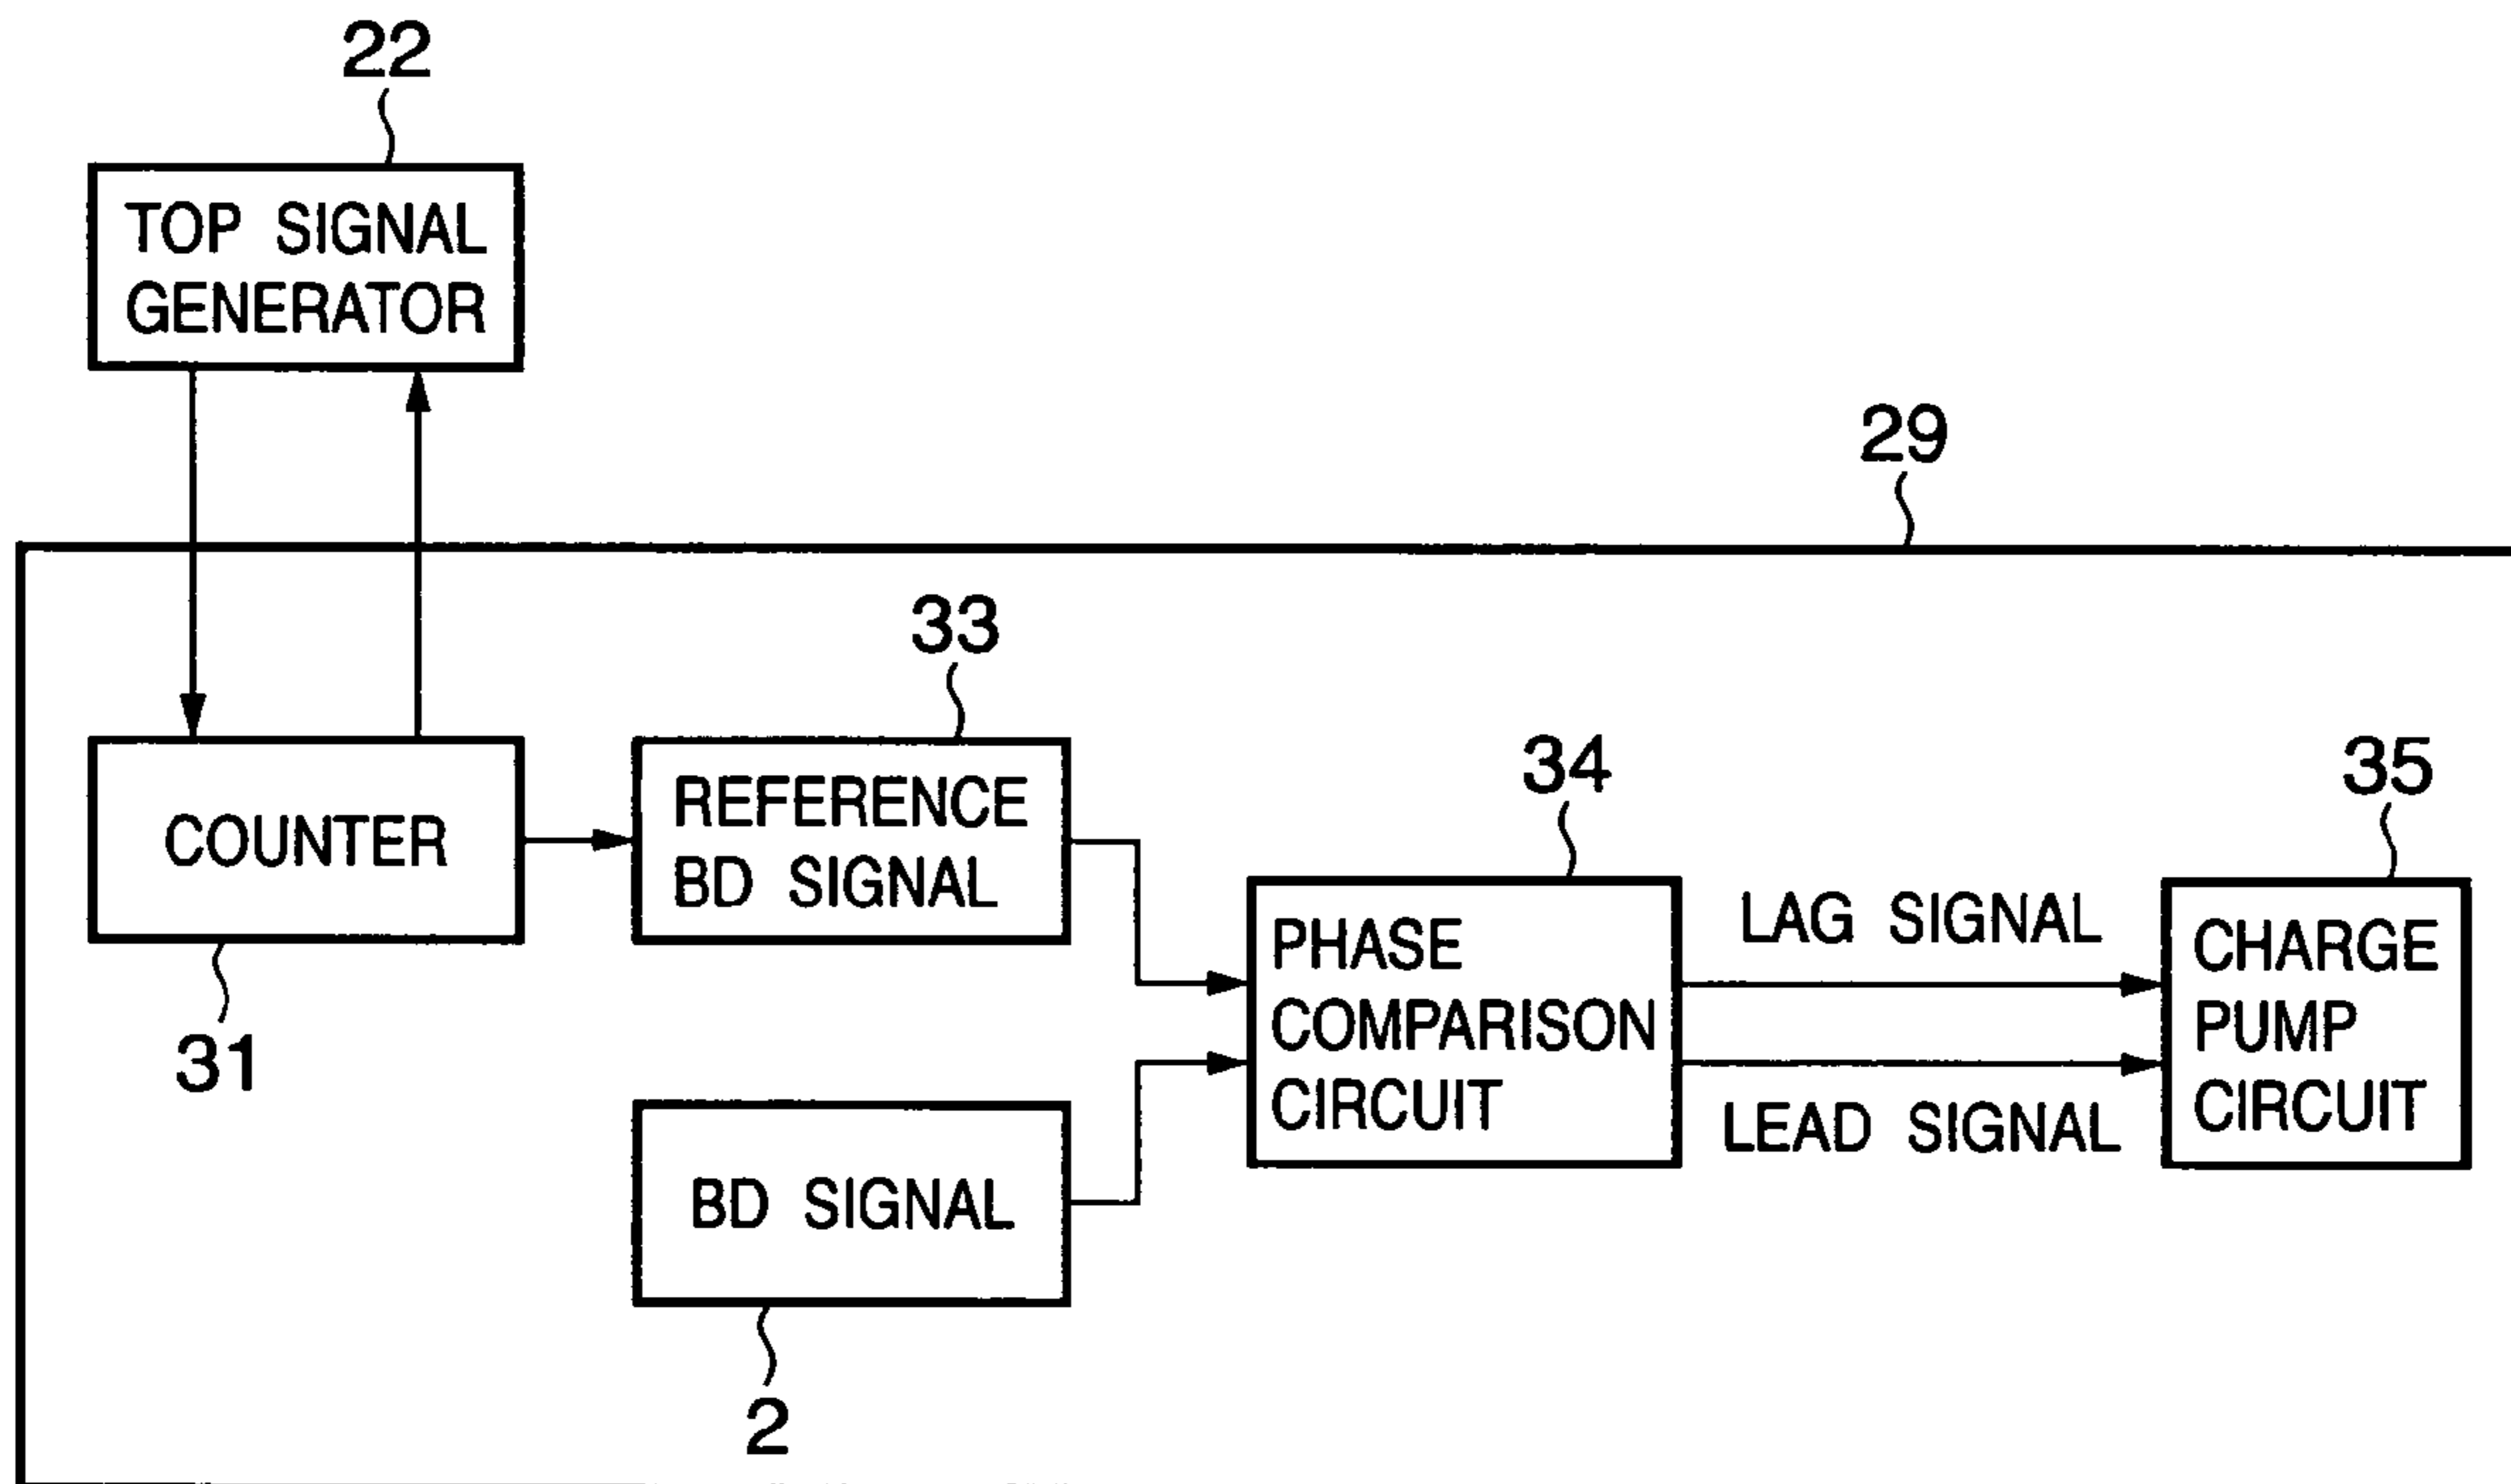 22
TOP SIGNAL
GENERATOR
29
33
34
35
COUNTER
REFERENCE
BD SIGNAL
31
PHASE
COMPARISON
CIRCUIT
LAG SIGNAL
LEAD SIGNAL
CHARGE
PUMP
CIRCUIT
BD SIGNAL
2